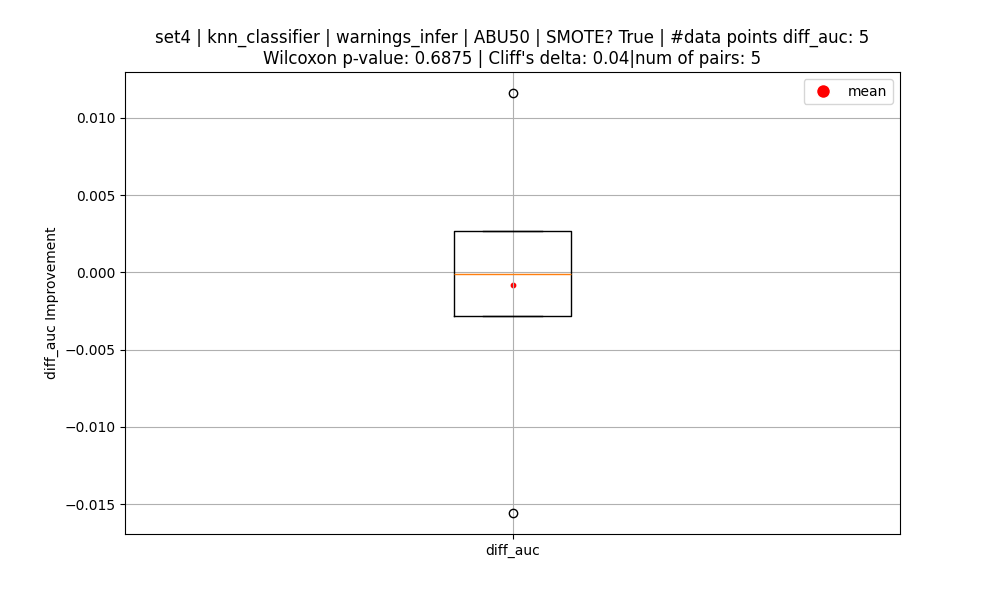 set4 | knn_classifier | warnings_infer | ABU50 | SMOTE? True | #data points diff_auc: 5
Wilcoxon p-value: 0.6875 | Cliff's delta: 0.04|num of pairs: 5
mean
0.010
0.005
0.000
−0.005
−0.010
−0.015
diff_auc Improvement
diff_auc